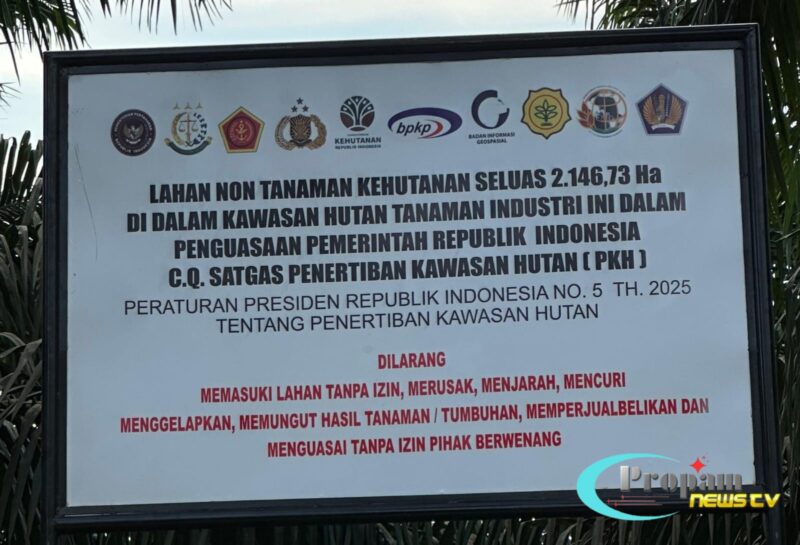 KEHUTANAN
REPUBLIK INDONESIA
bpkp
BADAN INFORMASI
GEOSPASIAL
LAHAN NON TANAMAN KEHUTANAN SELUAS 2.146,73 Ha
DI DALAM KAWASAN HUTAN TANAMAN INDUSTRI INI DALAM
PENGUASAAN PEMERINTAH REPUBLIK INDONESIA
C.Q. SATGAS PENERTIBAN KAWASAN HUTAN ( PKH )
PERATURAN PRESIDEN REPUBLIK INDONESIA NO. 5 TH. 2025
TENTANG PENERTIBAN KAWASAN HUTAN
DILARANG
MEMASUKI LAHAN TANPA IZIN, MERUSAK, MENJARAH, MENCURI
MENGGELAPKAN, MEMUNGUT HASIL TANAMAN / TUMBUHAN, MEMPERJUALBELIKAN DAN
MENGUASAI TANPA IZIN PIHAK BERWENANG
Propam
NEWS TV